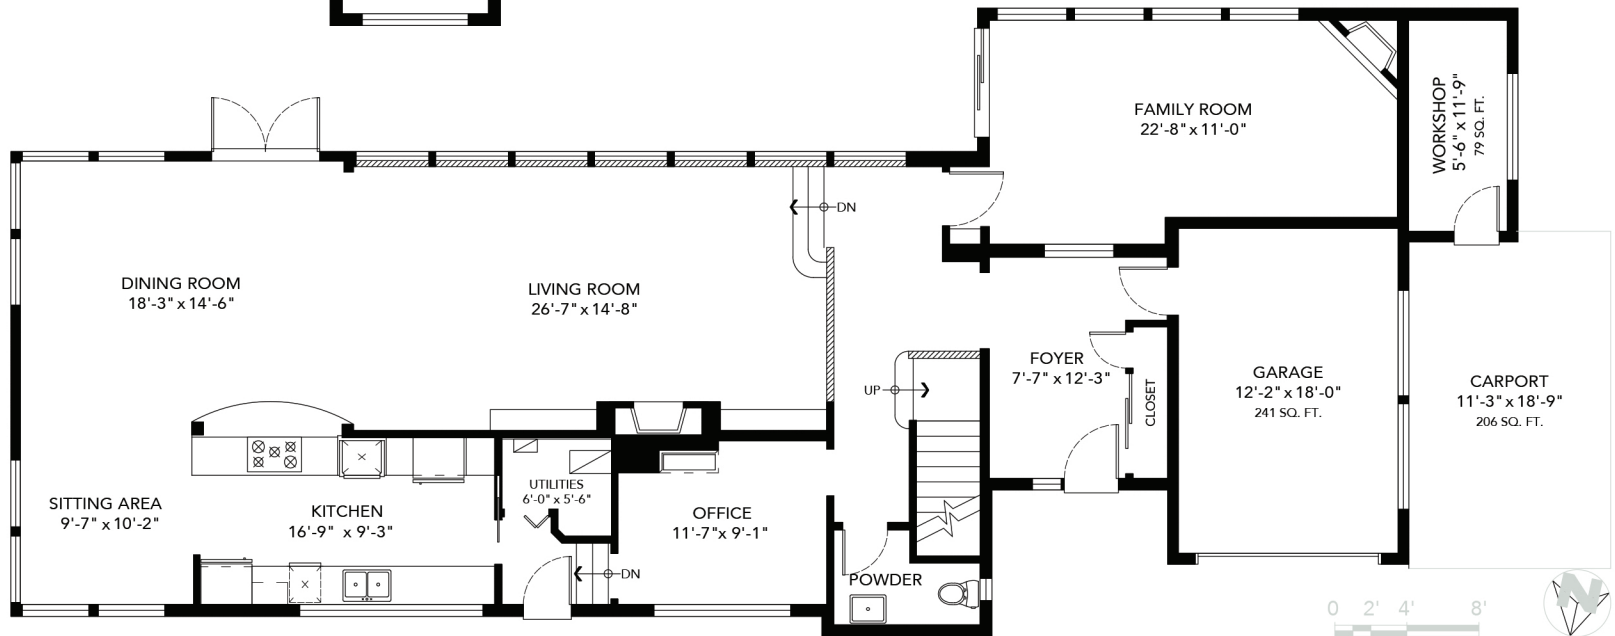 FAMILY ROOM
22'-8" x 11'-0"
WORKSHOP
5'-6" x 11'-9"
79 SQ. FT.
DN
DINING ROOM
18'-3" x 14'-6"
LIVING ROOM
26'-7" x 14'-8"
FOYER
7'-7" x 12'-3"
UP
CLOSET
GARAGE
12'-2" x 18'-0"
241 SQ. FT.
CARPORT
11'-3" x 18'-9"
206 SQ. FT.
SITTING AREA
9'-7" x 10'-2"
KITCHEN
16'-9" x 9'-3"
UTILITIES
6'-0" x 5'-6"
OFFICE
11'-7" x 9'-1"
DN
POWDER
0 2' 4' 8'
N